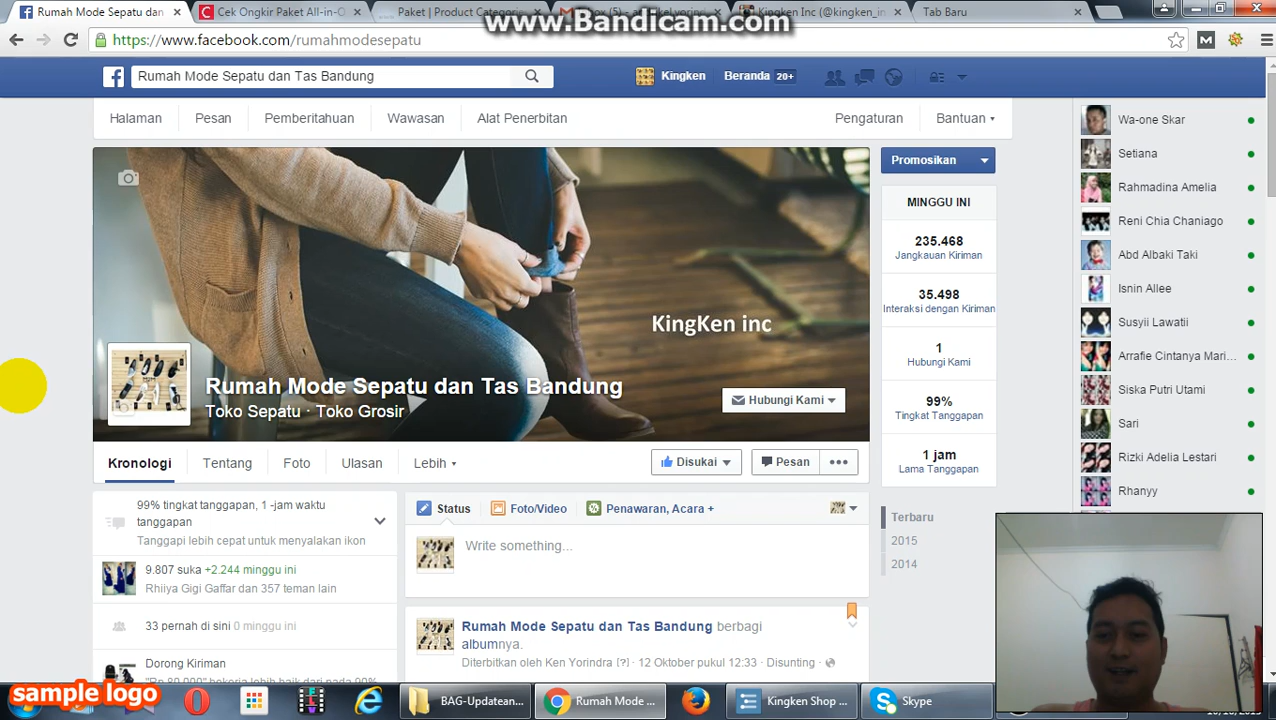 Rumah Mode Sepatu dan
Cek Ongkir Paket All-in-O
Paket | Product Categorie
Kingken Inc (@kingken_in
Tab Baru
www.Bandicam.com
https://www.facebook.com/rumahmodesepatu
Rumah Mode Sepatu dan Tas Bandung
Kingken
Beranda 20+
Halaman
Pesan
Pemberitahuan
Wawasan
Alat Penerbitan
Pengaturan
Bantuan
Promosikan
KingKen inc
Rumah Mode Sepatu dan Tas Bandung
Toko Sepatu · Toko Grosir
Hubungi Kami
Kronologi
Tentang
Foto
Ulasan
Lebih
Disukai
Pesan
MINGGU INI
235.468
Jangkauan Kiriman
35.498
Interaksi dengan Kiriman
1
Hubungi Kami
99%
Tingkat Tanggapan
1 jam
Lama Tanggapan
Terbaru
2015
2014
99% tingkat tanggapan, 1 -jam waktu
tanggapan
Tanggapi lebih cepat untuk menyalakan ikon
9.807 suka +2.244 minggu ini
Rhiiya Gigi Gaffar dan 357 teman lain
33 pernah di sini 0 minggu ini
Dorong Kiriman
Status
Foto/Video
Penawaran, Acara +
Write something...
Rumah Mode Sepatu dan Tas Bandung berbagi
albumnya.
Diterbitkan oleh Ken Yorindra [?] · 12 Oktober pukul 12:33 · Disunting ·
Wa-one Skar
Setiana
Rahmadina Amelia
Reni Chia Chaniago
Abd Albaki Taki
Isnin Allee
Susyii Lawatii
Arrafie Cintanya Mari...
Siska Putri Utami
Sari
Rizki Adelia Lestari
Rhanyy
sample logo
BAG-Updatean...
Rumah Mode ...
Kingken Shop ...
Skype